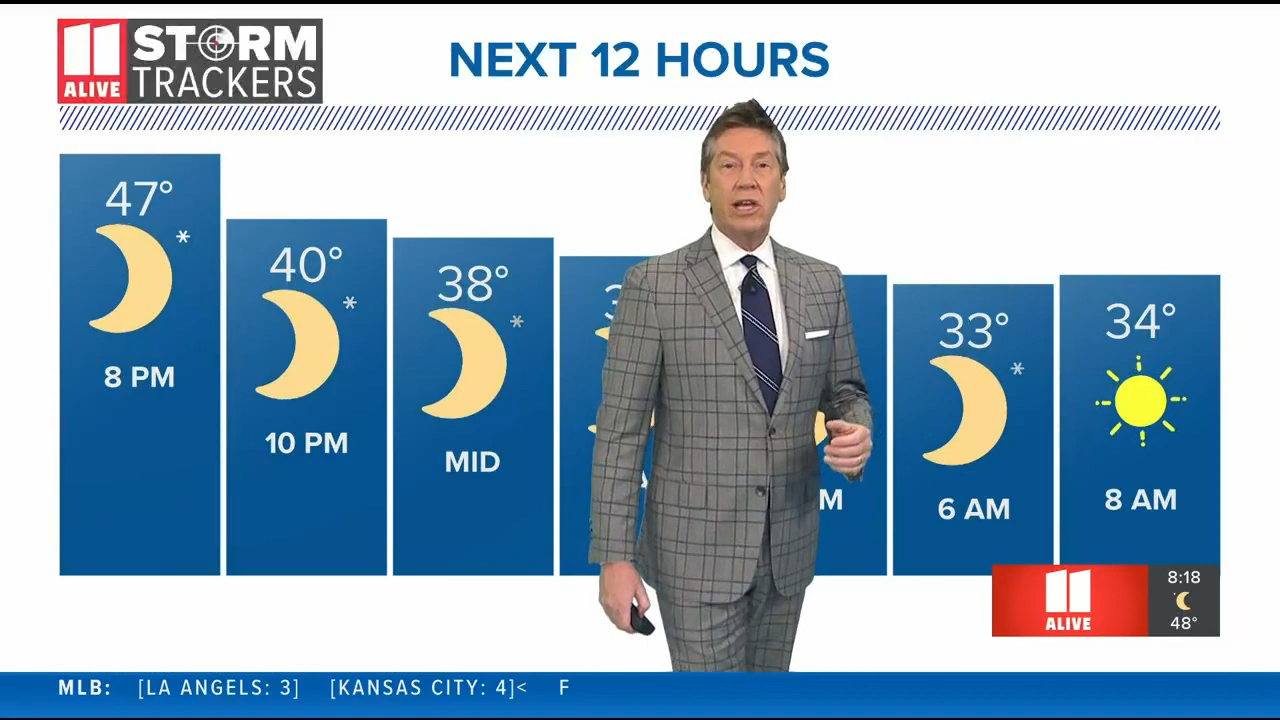 11 STORM
ALIVE TRACKERS
NEXT 12 HOURS
47°
8 PM
40°
10 PM
38°
MID
33°
6 AM
34°
8 AM
11
ALIVE
8:18
48°
MLB: [LA ANGELS: 3] [KANSAS CITY: 4]< F